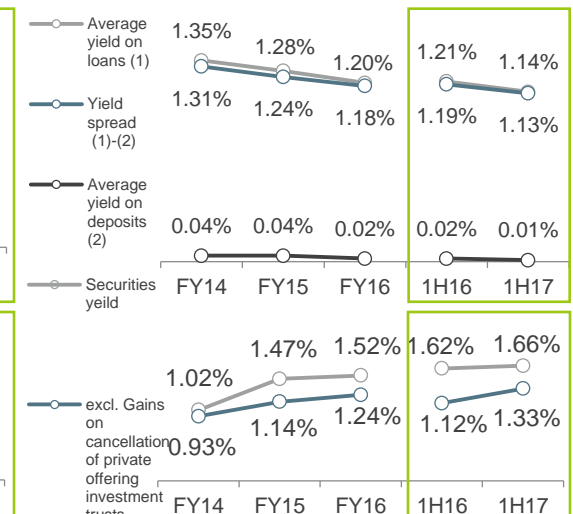 Average
yield on
loans (1)
Yield
spread
(1)-(2)
Average
yield on
deposits
(2)
1.35%
1.28%
1.20%
1.21%
1.14%
1.31%
1.24%
1.18%
1.19%
1.13%
0.04%
0.04%
0.02%
0.02%
0.01%
FY14
FY15
FY16
1H16
1H17
Securities
yeild
excl. Gains
on
cancellation
of private
offering
investment
trusts
1.02%
1.47%
1.52%
1.62%
1.66%
0.93%
1.14%
1.24%
1.12%
1.33%
FY14
FY15
FY16
1H16
1H17